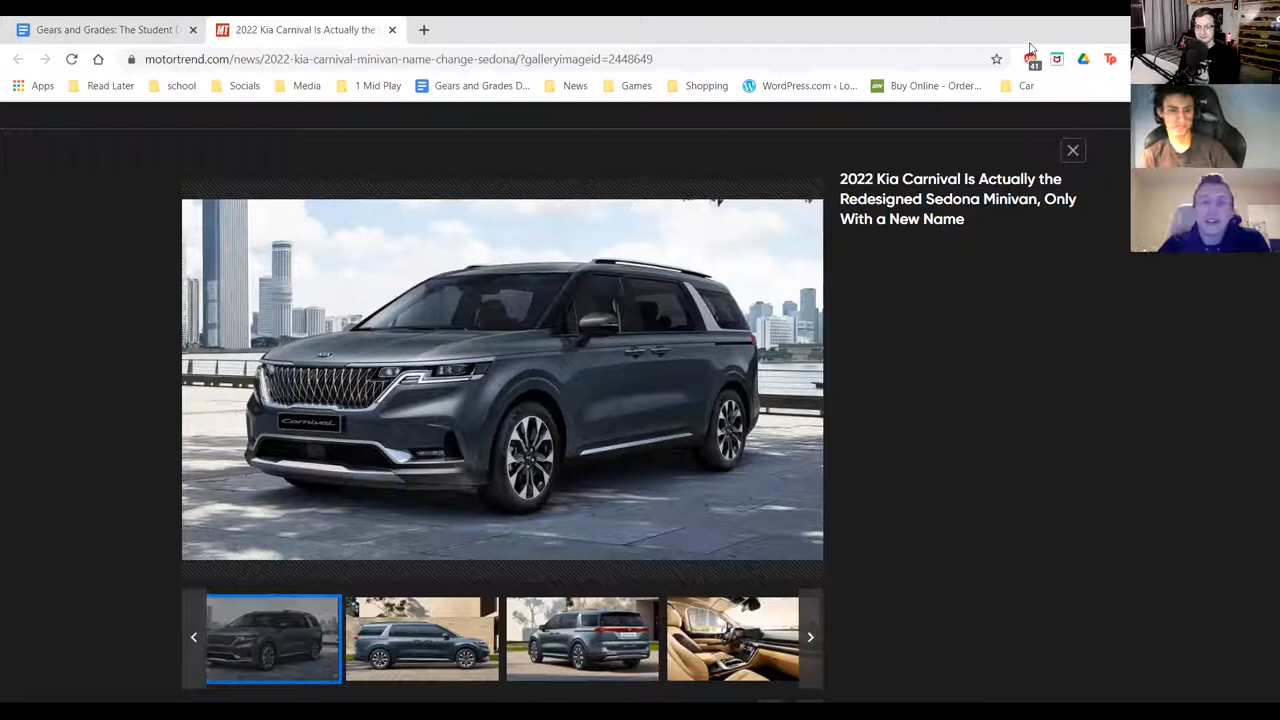 Gears and Grades: The Student D
2022 Kia Carnival Is Actually the
motortrend.com/news/2022-kia-carnival-minivan-name-change-sedona/?galleryimageid=2448649
41
Tp
Apps
Read Later
school
Socials
Media
1 Mid Play
Gears and Grades D...
News
Games
Shopping
WordPress.com ‹ Lo...
Buy Online - Order...
Car
2022 Kia Carnival Is Actually the
Redesigned Sedona Minivan, Only
With a New Name
KIA
Carnival